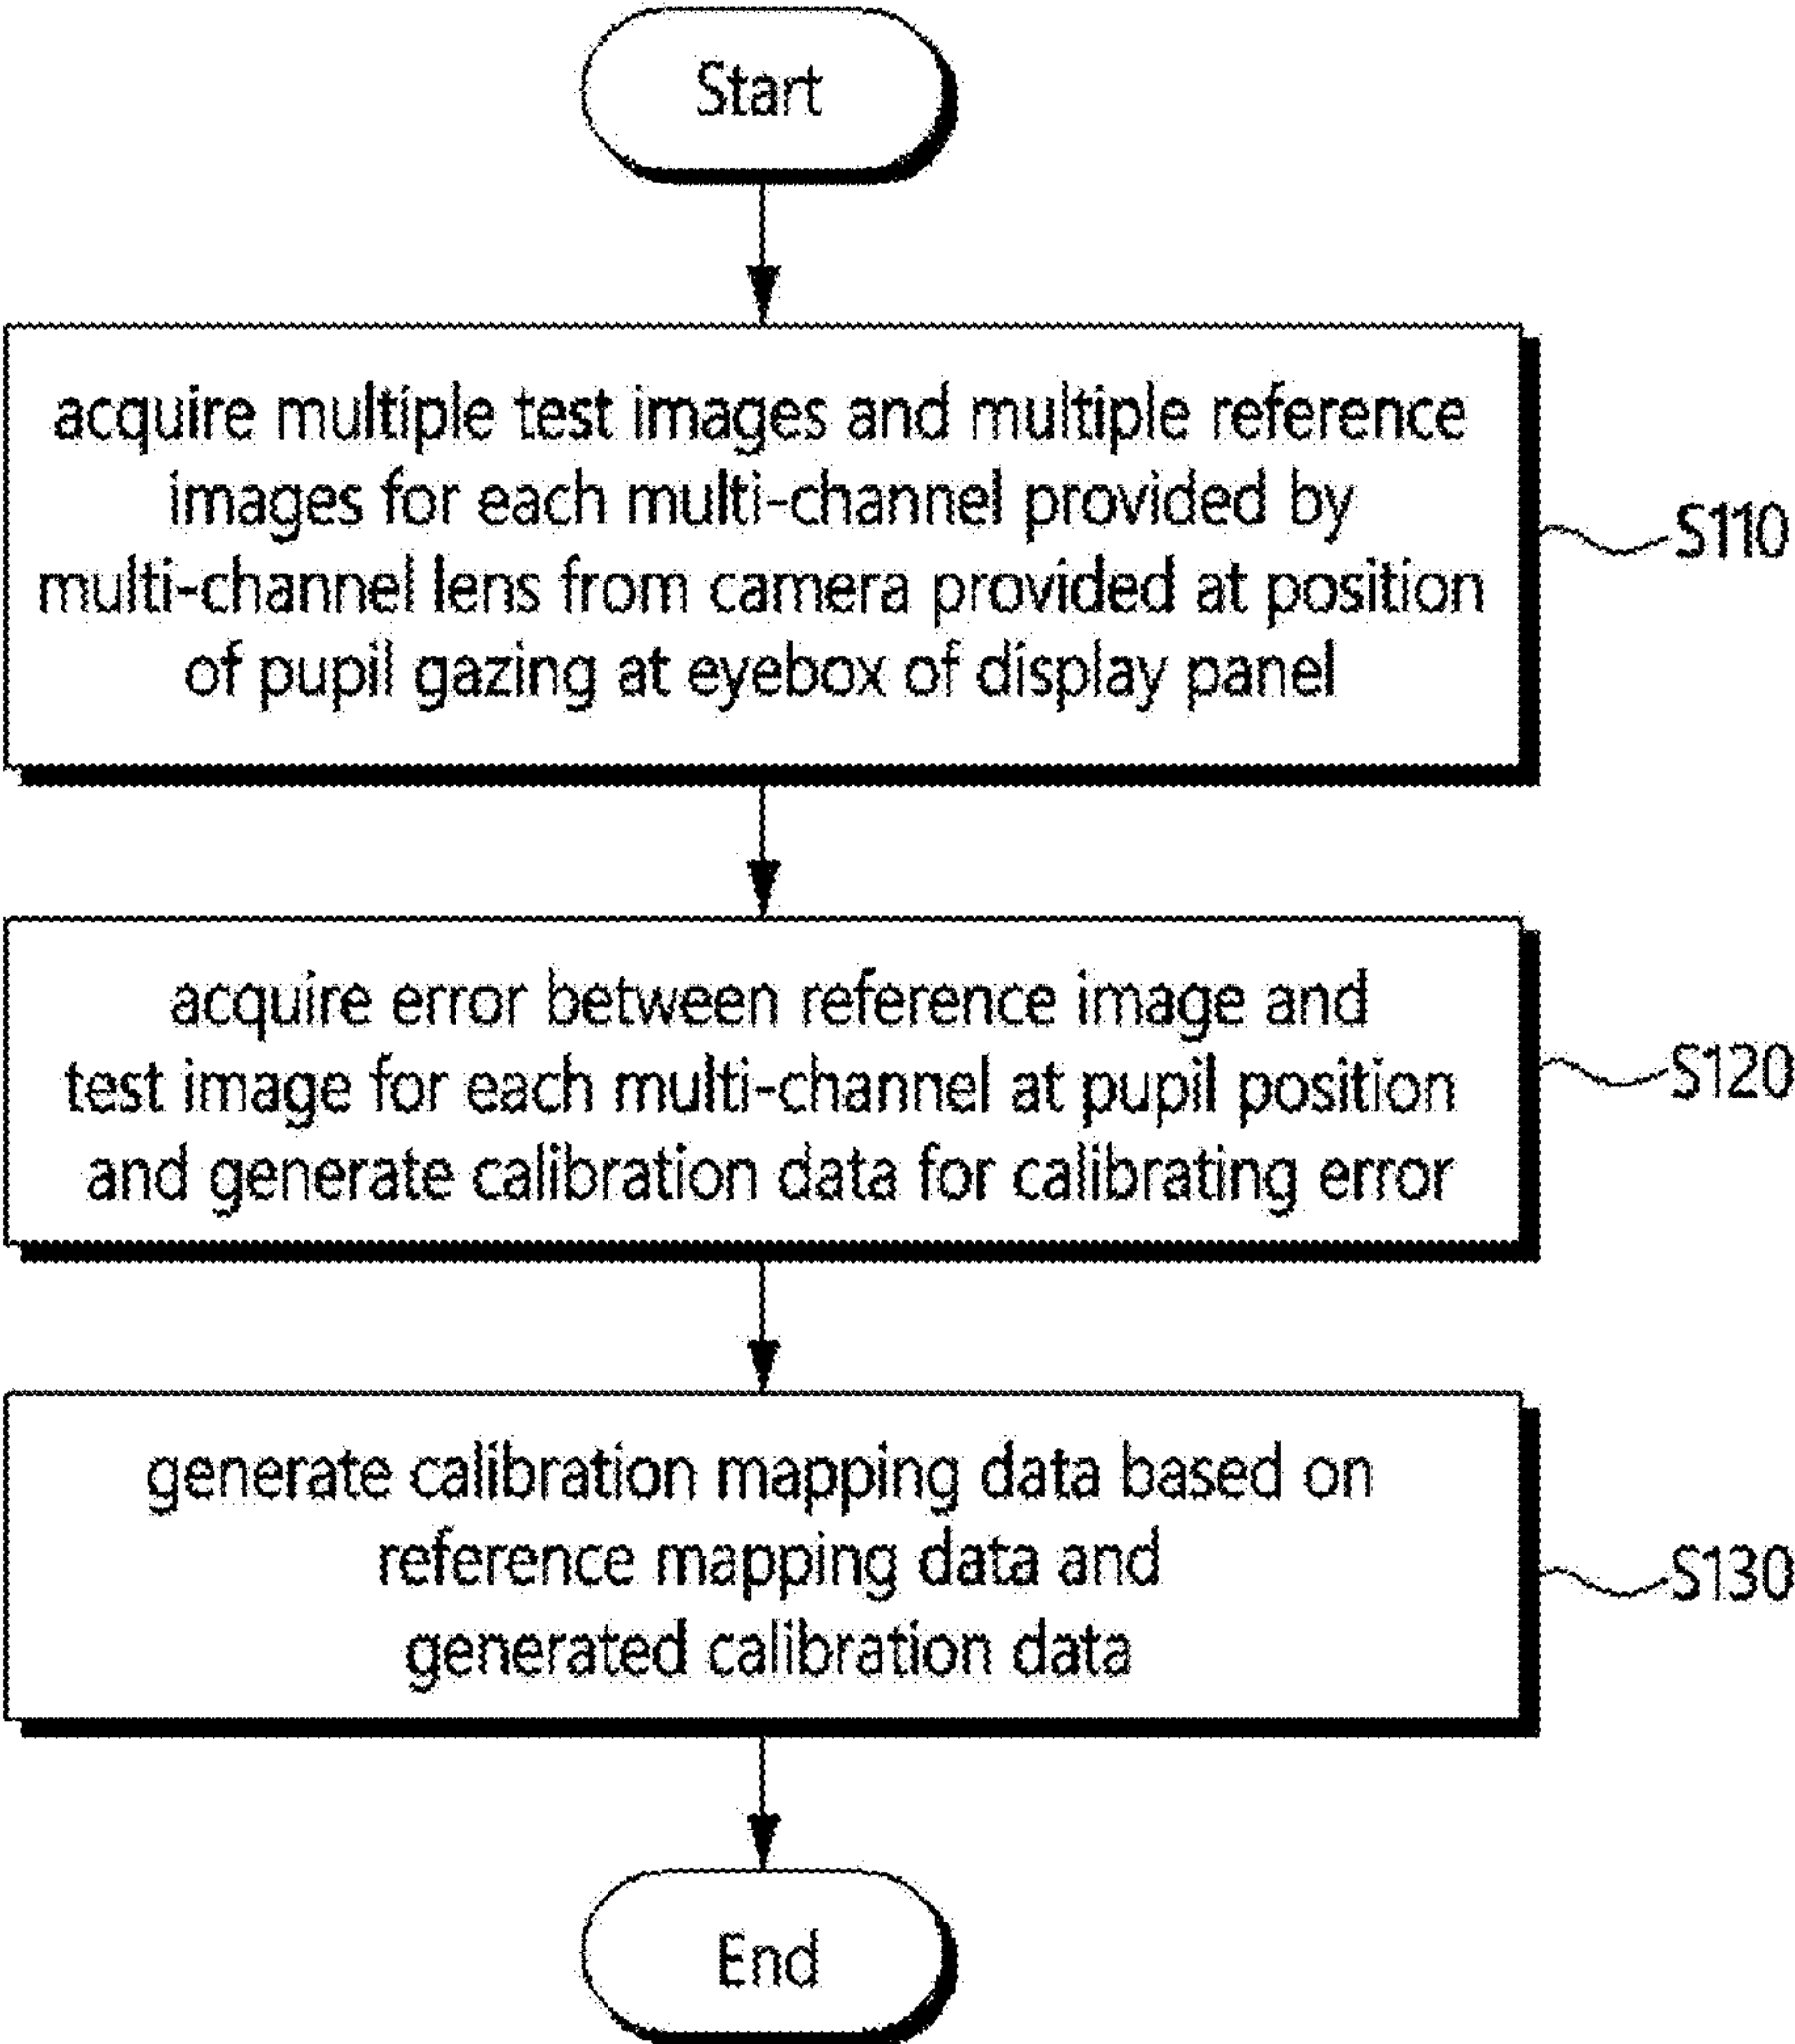 Start
acquire multiple test images and multiple reference
images for each multi-channel provided by
multi-channel lens from camera provided at position
of pupil gazing at eyebox of display panel
S110
acquire error between reference image and
test image for each multi-channel at pupil position
and generate calibration data for calibrating error
S120
generate calibration mapping data based on
reference mapping data and
generated calibration data
S130
End